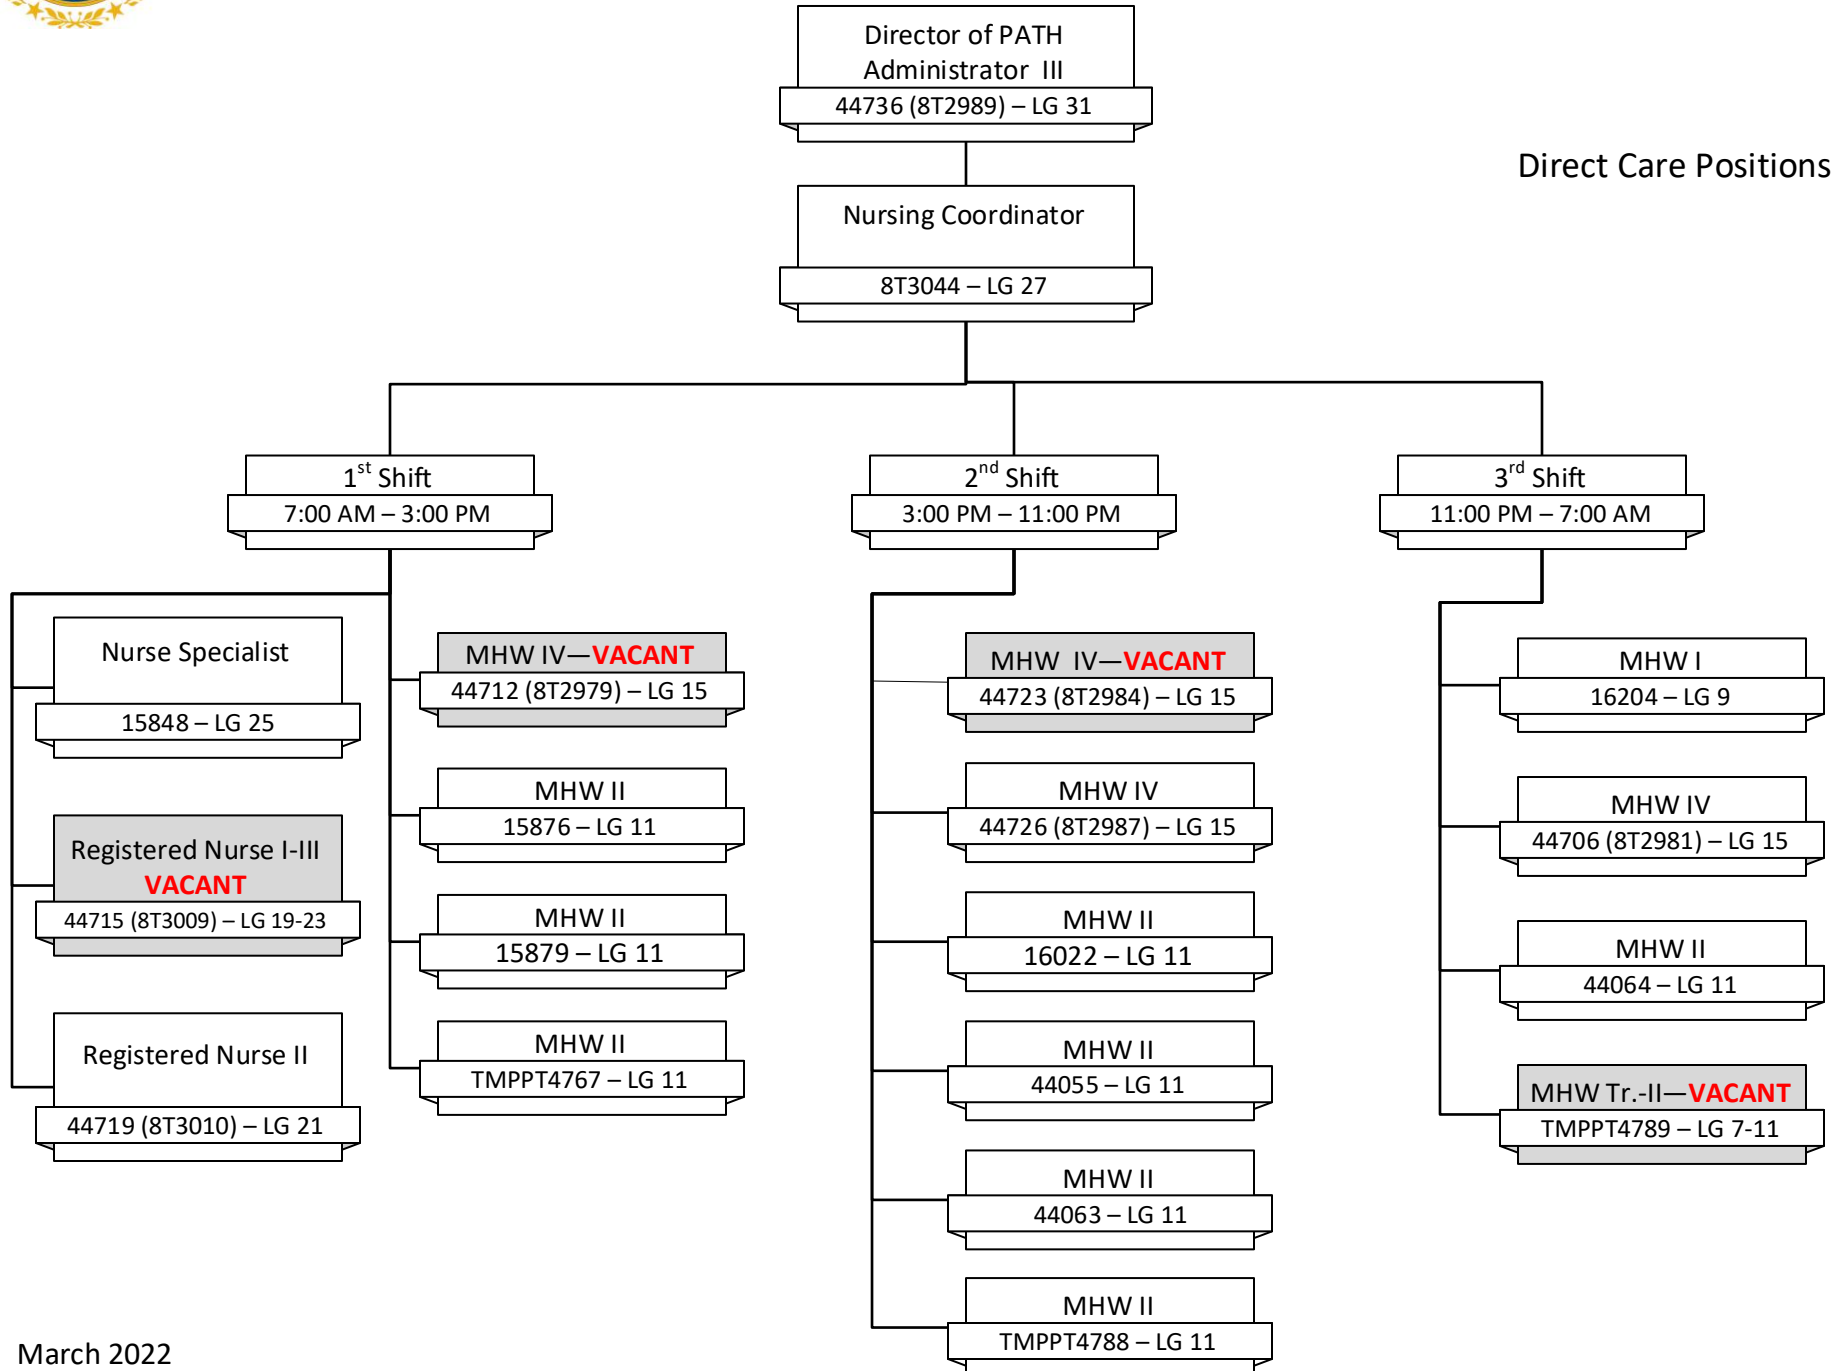 Director of PATH
Administrator III
44736 (8T2989) – LG 31
Direct Care Positions
Nursing Coordinator
8T3044 – LG 27
1st Shift
7:00 AM – 3:00 PM
2nd Shift
3:00 PM – 11:00 PM
3rd Shift
11:00 PM – 7:00 AM
Nurse Specialist
15848 – LG 25
Registered Nurse I-III
VACANT
44715 (8T3009) – LG 19-23
Registered Nurse II
44719 (8T3010) – LG 21
MHW IV—VACANT
44712 (8T2979) – LG 15
MHW II
15876 – LG 11
MHW II
15879 – LG 11
MHW II
TMPPT4767 – LG 11
MHW IV—VACANT
44723 (8T2984) – LG 15
MHW IV
44726 (8T2987) – LG 15
MHW II
16022 – LG 11
MHW II
44055 – LG 11
MHW II
44063 – LG 11
MHW II
TMPPT4788 – LG 11
MHW I
16204 – LG 9
MHW IV
44706 (8T2981) – LG 15
MHW II
44064 – LG 11
MHW Tr.-II—VACANT
TMPPT4789 – LG 7-11
March 2022